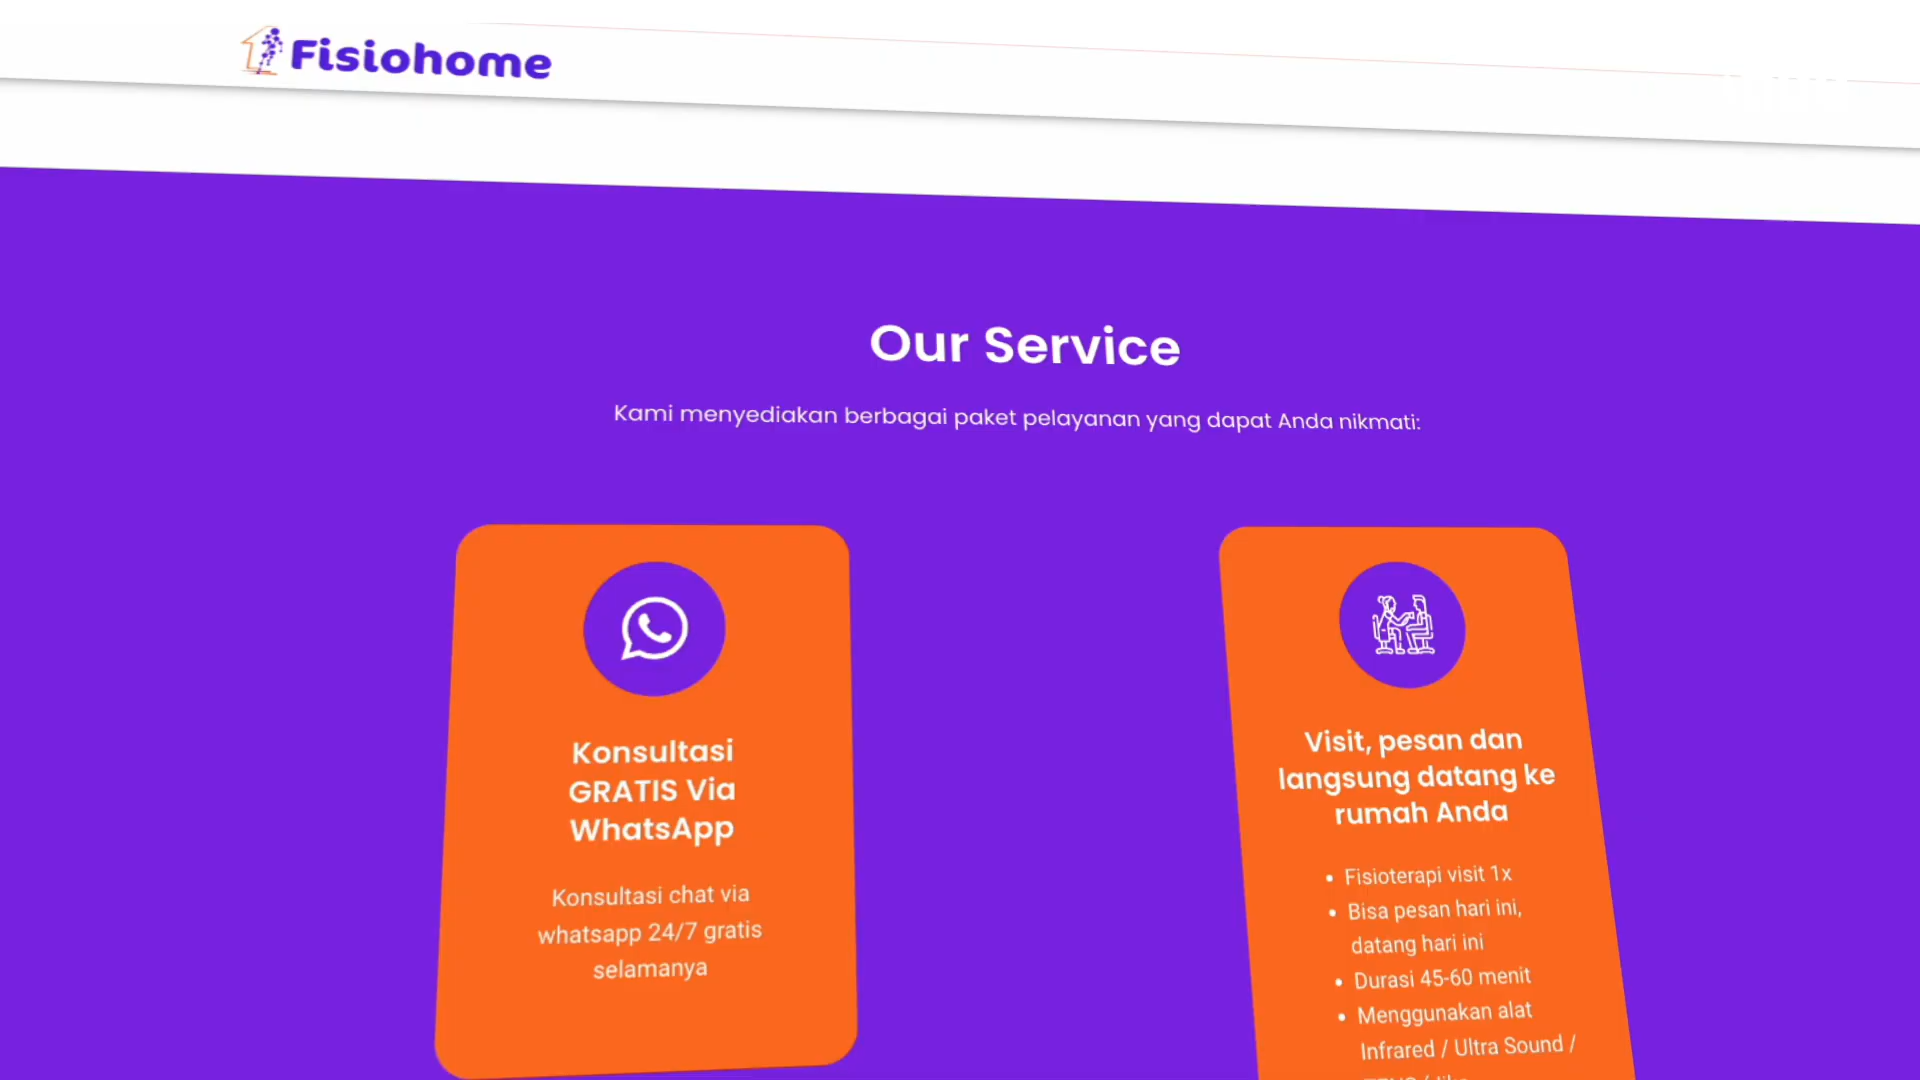 Fisiohome
Our Service
Kami menyediakan berbagai paket pelayanan yang dapat Anda nikmati:
Konsultasi
GRATIS Via
WhatsApp
Konsultasi chat via
whatsapp 24/7 gratis
selamanya
Visit, pesan dan
langsung datang ke
rumah Anda
• Fisioterapi visit 1x
• Bisa pesan hari ini,
datang hari ini
• Durasi 45-60 menit
• Menggunakan alat
Infrared / Ultra Sound /